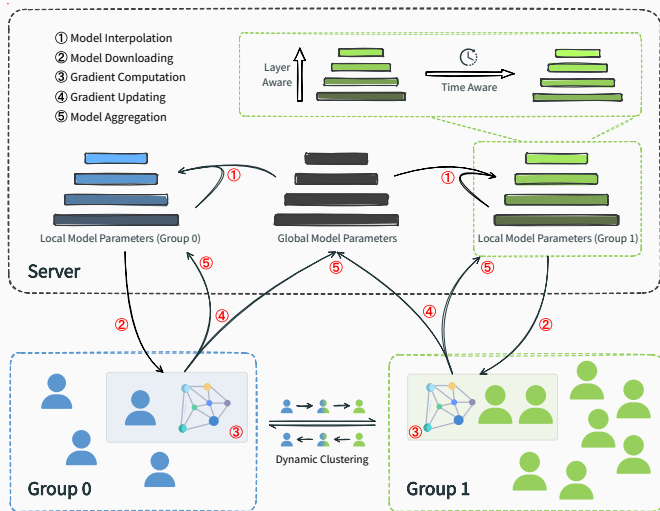 ① Model Interpolation
② Model Downloading
③ Gradient Computation
④ Gradient Updating
⑤ Model Aggregation
Layer
Aware
Time Aware
①
①
Local Model Parameters (Group 0)
Global Model Parameters
Local Model Parameters (Group 1)
Server
⑤
⑤
⑤
②
④
④
②
③
③
Dynamic Clustering
Group 0
Group 1